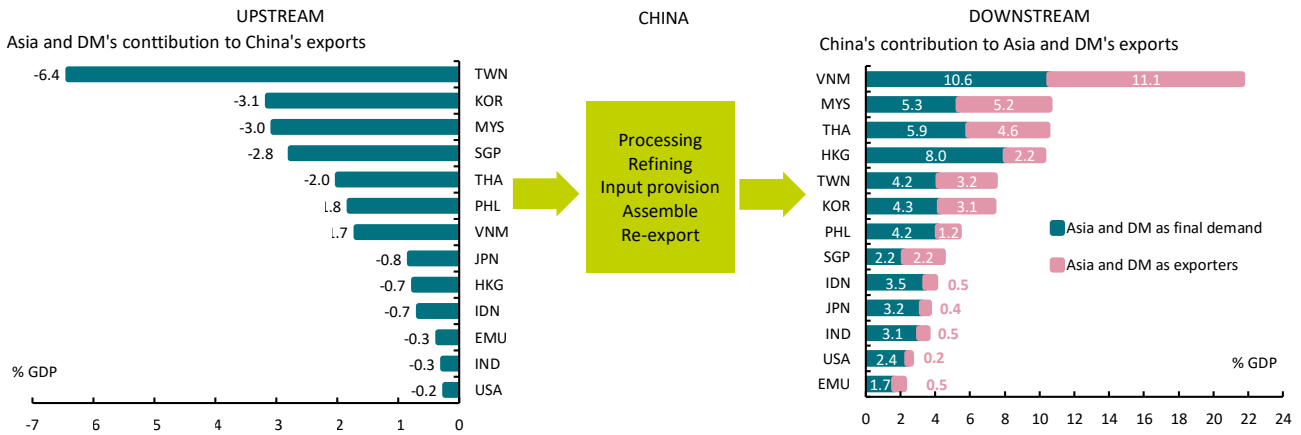 UPSTREAM
Asia and DM's conttibution to China's exports
-6.4 TWN
-3.1 KOR
-3.0 MYS
-2.8 SGP
-2.0 THA
1.8 PHL
1.7 VNM
-0.8 JPN
-0.7 HKG
-0.7 IDN
-0.3 EMU
-0.3 IND
-0.2 USA
% GDP
-7 6 5 4 3 2 1 0
CHINA
Processing
Refining
Input provision
Assemble
Re-export
DOWNSTREAM
China's contribution to Asia and DM's exports
VNM 10.6 11.1
MYS 5.3 5.2
THA 5.9 4.6
HKG 8.0 2.2
TWN 4.2 3.2
KOR 4.3 3.1
PHL 4.2 1.2
SGP 2.2 2.2
IDN 3.5 0.5
JPN 3.2 0.4
IND 3.1 0.5
USA 2.4 0.2
EMU 1.7 0.5
Asia and DM as final demand
Asia and DM as exporters
% GDP
0 2 4 6 8 10 12 14 16 18 20 22 24